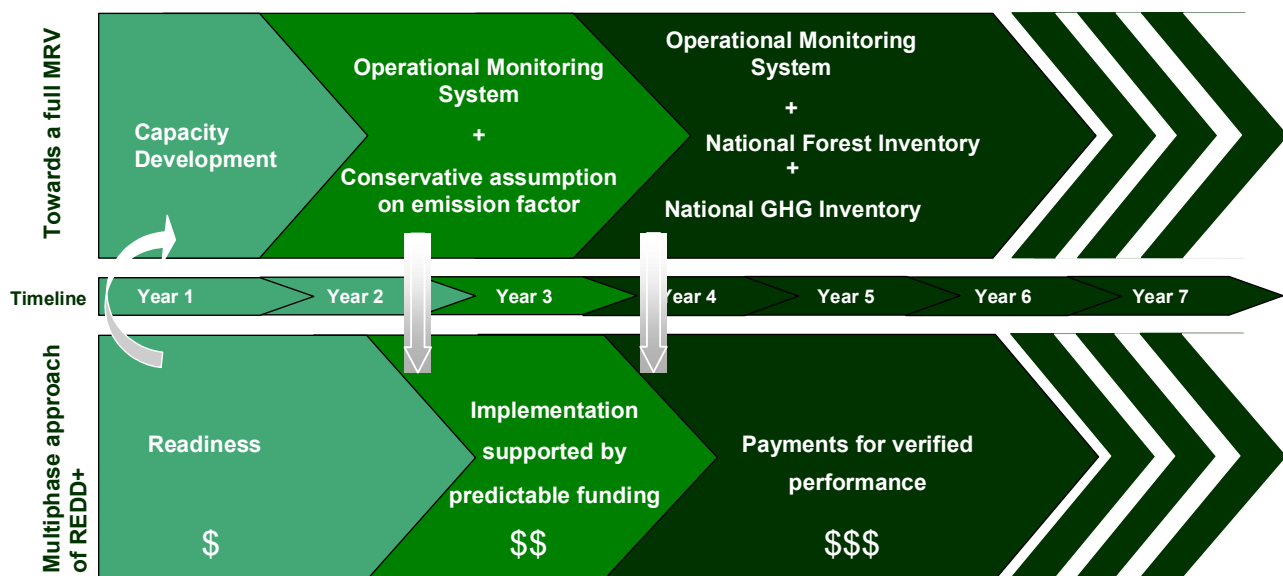 Towards a full MRV
Capacity
Development
Operational Monitoring
System
+
Conservative assumption
on emission factor
Operational Monitoring
System
+
National Forest Inventory
+
National GHG Inventory
Timeline
Year 1
Year 2
Year 3
Year 4
Year 5
Year 6
Year 7
Multiphase approach
of REDD+
Readiness
$
Implementation
supported by
predictable funding
$$
Payments for verified
performance
$$$